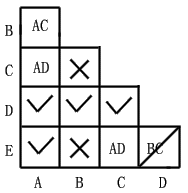 B AC
C AD ×
D ✓ ✓ ✓
E ✓ × AD BC
A B C D